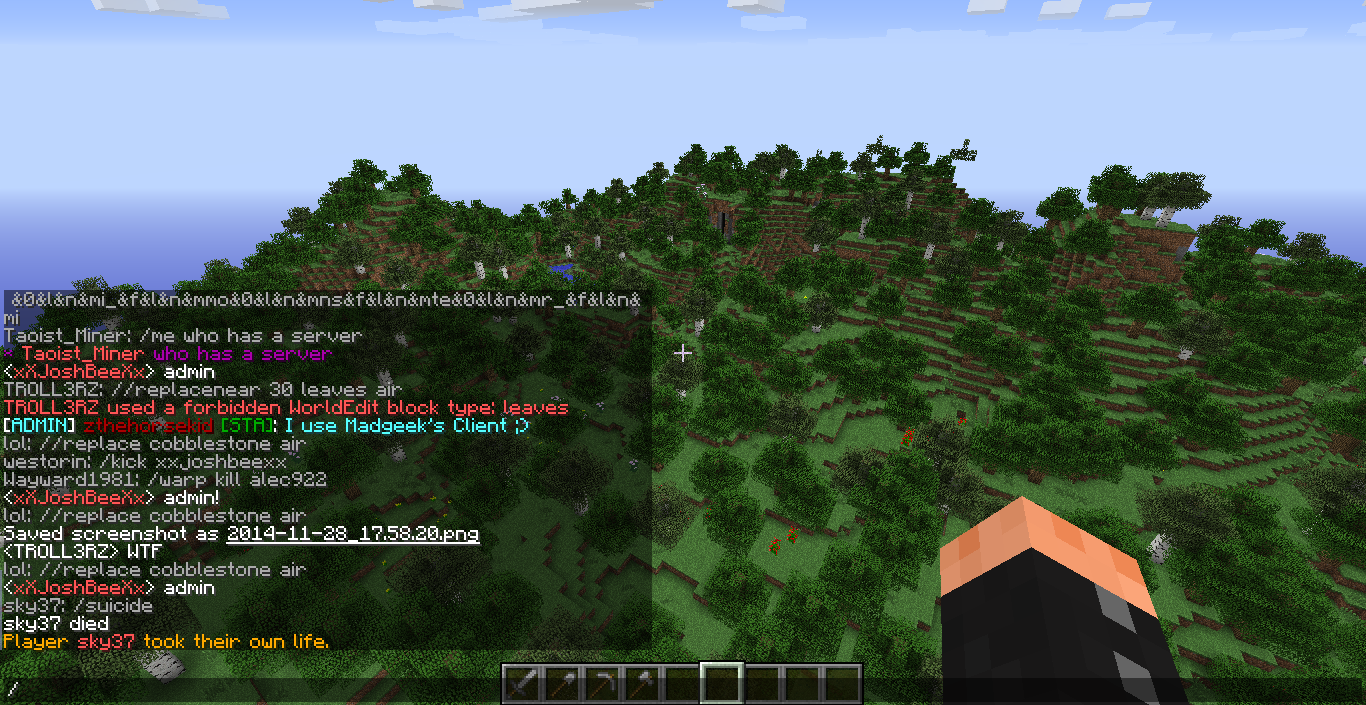 &0&l&n&mi_&f&l&n&mmo&0&l&n&mns&f&l&n&mte&0&l&n&mr_&f&l&n&
mi
Taoist_Miner: /me who has a server
* Taoist_Miner who has a server
<xXJoshBeeXx> admin
TROLL3RZ: //replacenear 30 leaves air
TROLL3RZ used a forbidden WorldEdit block type: leaves
[ADMIN] zthehorsekid [STA]: I use Madgeek's Client ;)
lol: //replace cobblestone air
westorin: /kick xx.joshbeexx
Wayward1981: /warp kill alec922
<xXJoshBeeXx> admin!
lol: //replace cobblestone air
Saved screenshot as 2014-11-28_17.58.20.png
<TROLL3RZ> WTF
lol: //replace cobblestone air
<xXJoshBeeXx> admin
sky37: /suicide
sky37 died
Player sky37 took their own life.
/